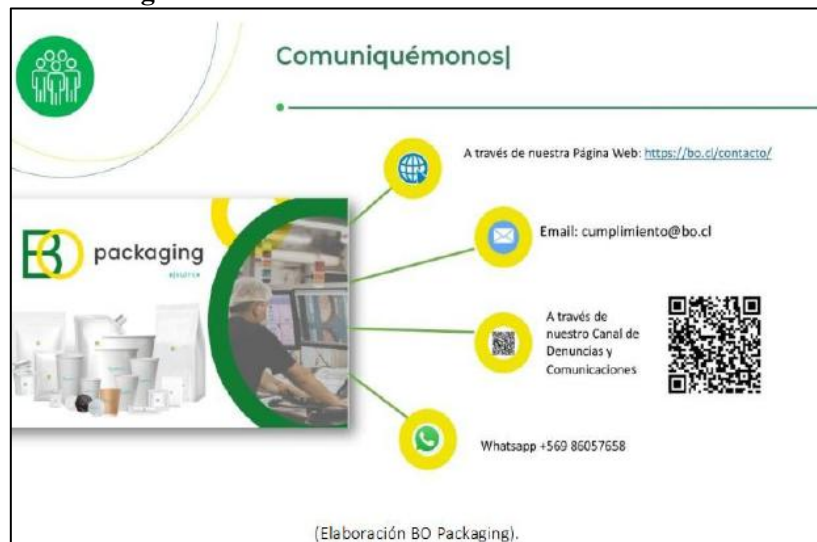 Comuniquémonos|
A través de nuestra Página Web: https://bo.cl/contacto/
BO packaging
Email: cumplimiento@bo.cl
A través de
nuestro Canal de
Denuncias y
Comunicaciones
Whatsapp +569 86057658
(Elaboración BO Packaging).